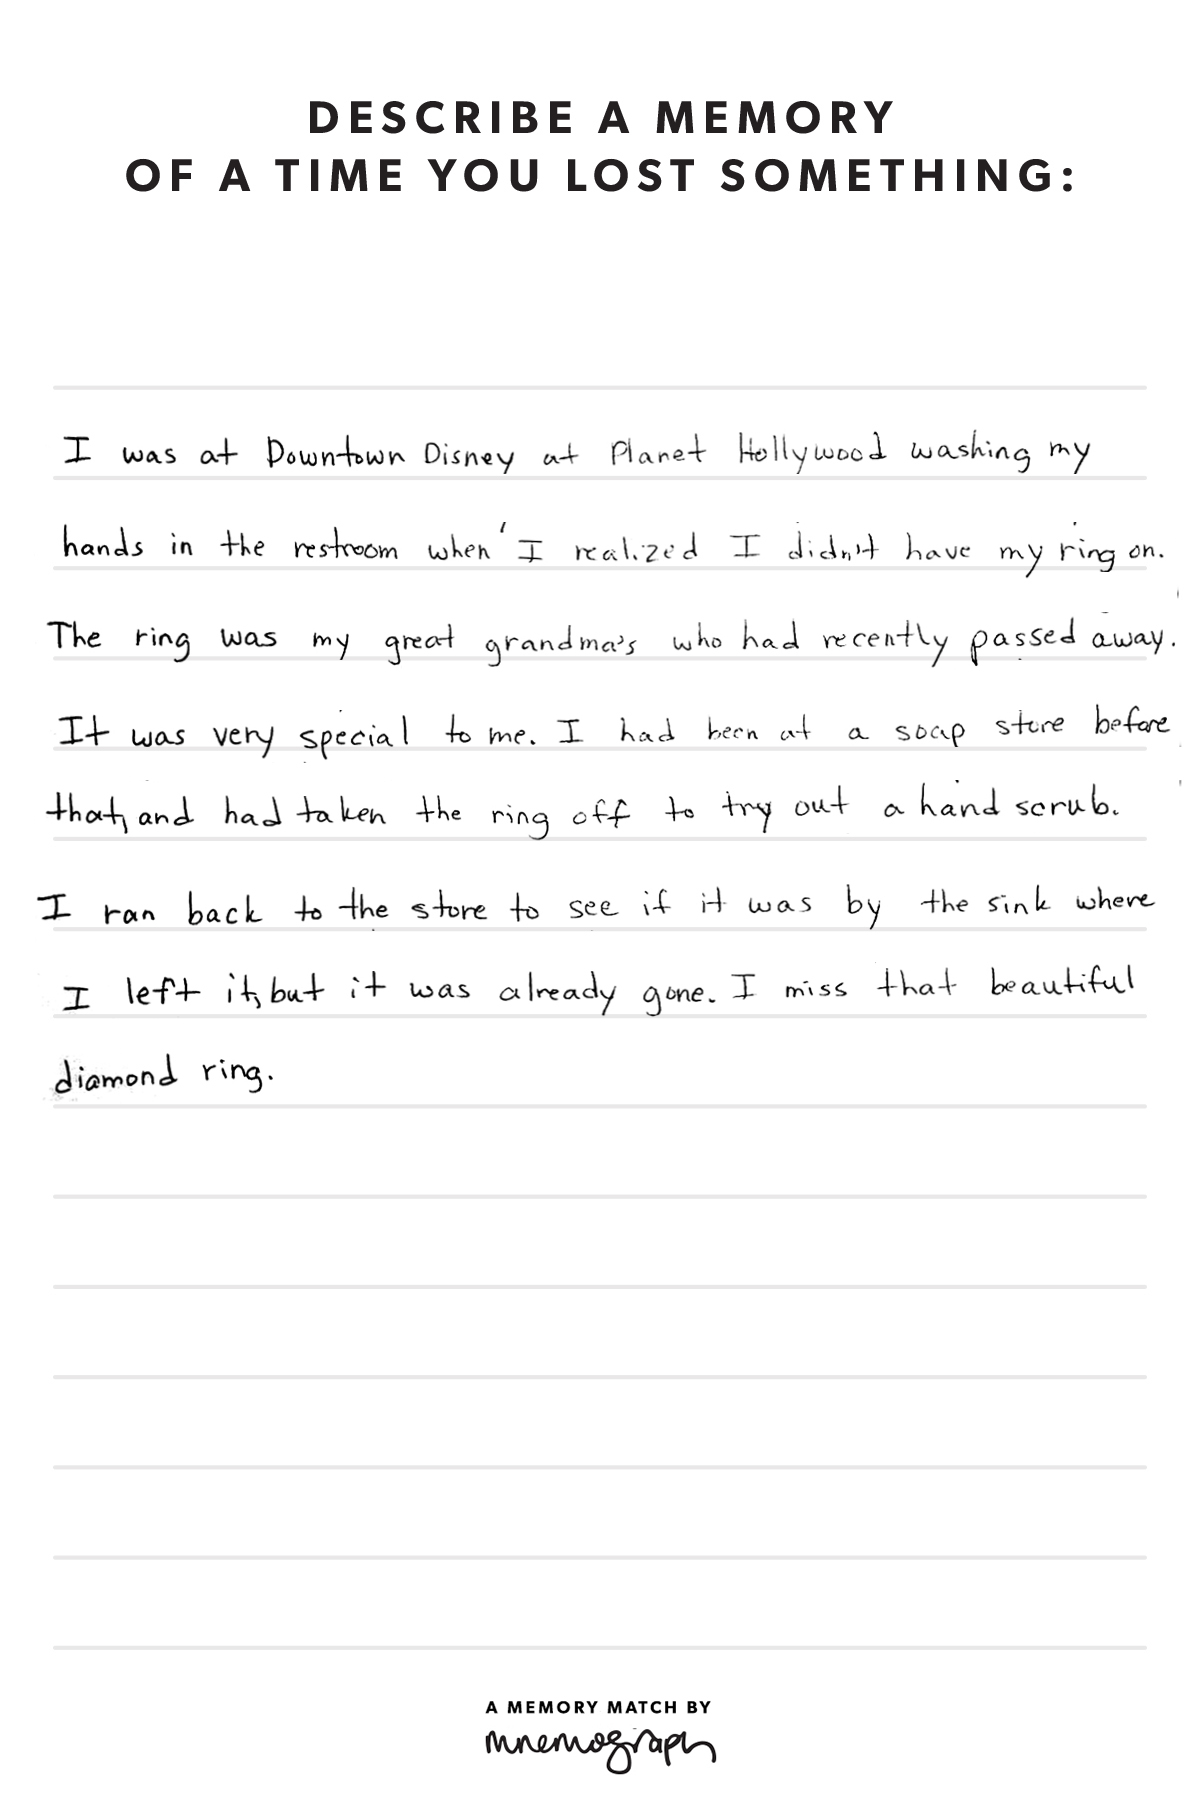 DESCRIBE A MEMORY
OF A TIME YOU LOST SOMETHING:
I was at Downtown Disney at Planet Hollywood washing my
hands in the restroom when I realized I didn't have my ring on.
The ring was my great grandma's who had recently passed away.
It was very special to me. I had been at a soap store before
that, and had taken the ring off to try out a hand scrub.
I ran back to the store to see if it was by the sink where
I left it, but it was already gone. I miss that beautiful
diamond ring.
A MEMORY MATCH BY
mnemograph